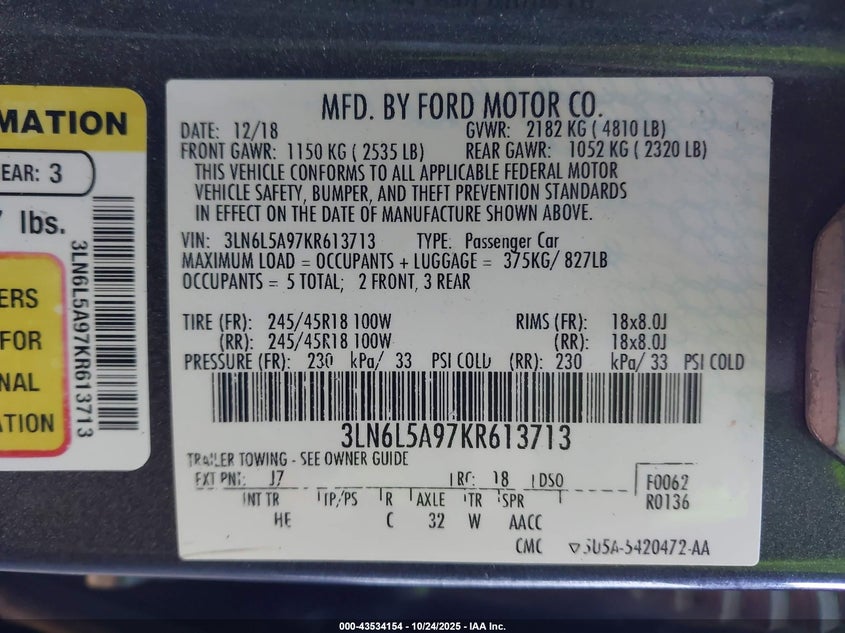 MATION
EAR: 3
lbs.
ERS
FOR
NAL
ATION
3LN6L5A97KR613713
MFD. BY FORD MOTOR CO.
DATE: 12/18 GVWR: 2182 KG ( 4810 LB)
FRONT GAWR: 1150 KG ( 2535 LB) REAR GAWR: 1052 KG ( 2320 LB)
THIS VEHICLE CONFORMS TO ALL APPLICABLE FEDERAL MOTOR
VEHICLE SAFETY, BUMPER, AND THEFT PREVENTION STANDARDS
IN EFFECT ON THE DATE OF MANUFACTURE SHOWN ABOVE.
VIN: 3LN6L5A97KR613713 TYPE: Passenger Car
MAXIMUM LOAD = OCCUPANTS + LUGGAGE = 375KG/ 827LB
OCCUPANTS = 5 TOTAL; 2 FRONT, 3 REAR
TIRE (FR): 245/45R18 100W RIMS (FR): 18x8.0J
(RR): 245/45R18 100W (RR): 18x8.0J
PRESSURE (FR): 230 kPa/ 33 PSI COLD (RR): 230 kPa/ 33 PSI COLD
3LN6L5A97KR613713
TRAILER TOWING - SEE OWNER GUIDE
EXT PNT: J7 RC: 18 DSO F0062
INT TR TP/PS R AXLE TR SPR R0136
HE C 32 W AACC
CMC 5U5A-5420472-AA
000-43534154 - 10/24/2025 - IAA Inc.